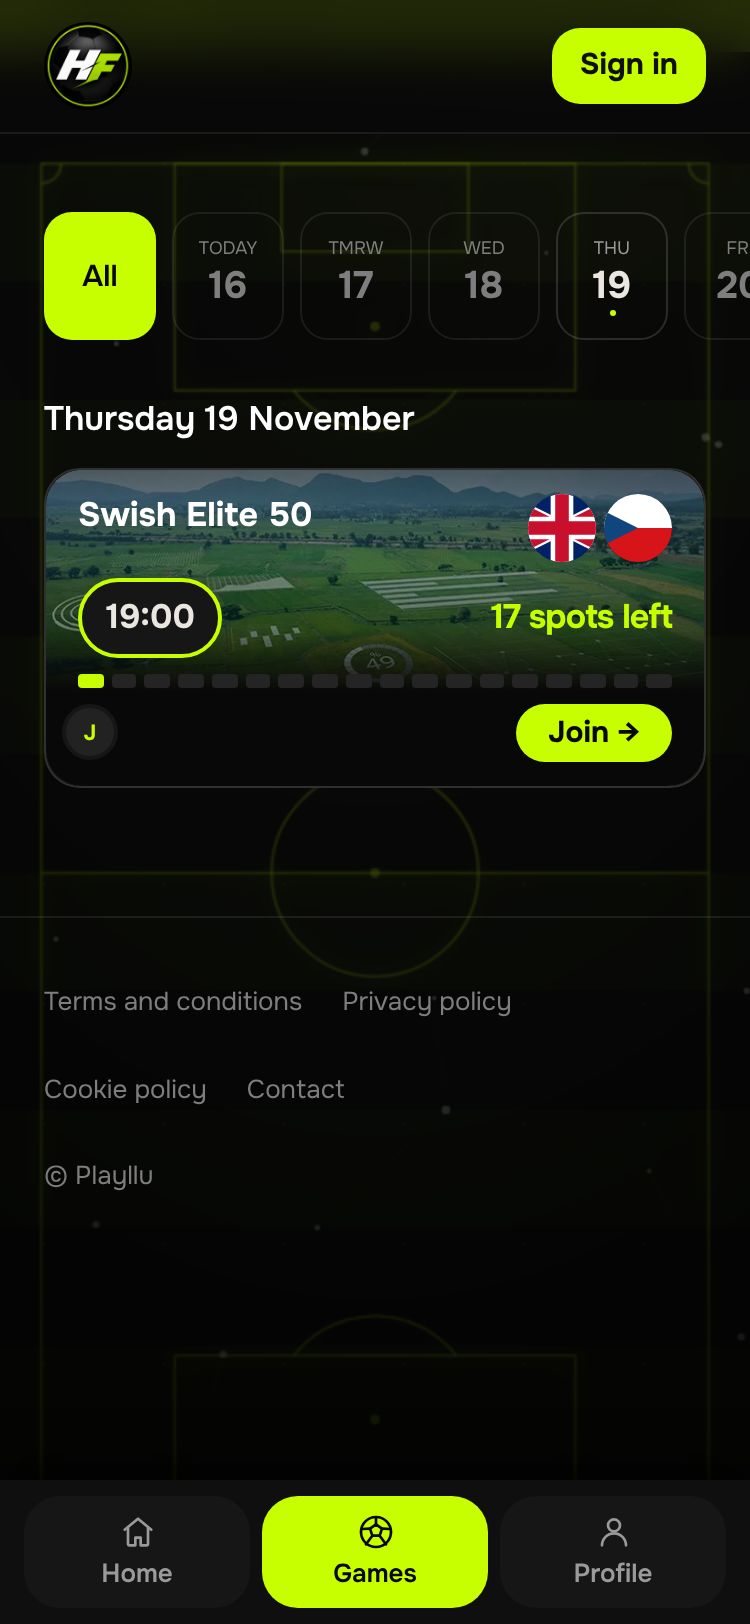 HF
Sign in
All
TODAY
16
TMRW
17
WED
18
THU
19
FR
20
Thursday 19 November
Swish Elite 50
19:00
17 spots left
49
J
Join →
Terms and conditions
Privacy policy
Cookie policy
Contact
© Playllu
Home
Games
Profile